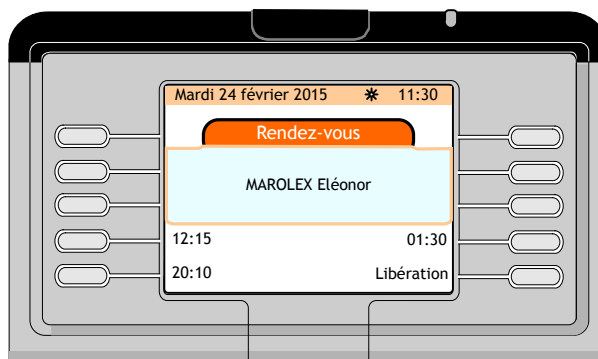 Mardi 24 février 2015 ☼ 11:30
Rendez-vous
MAROLEX Eléonor
12:15 01:30
20:10 Libération